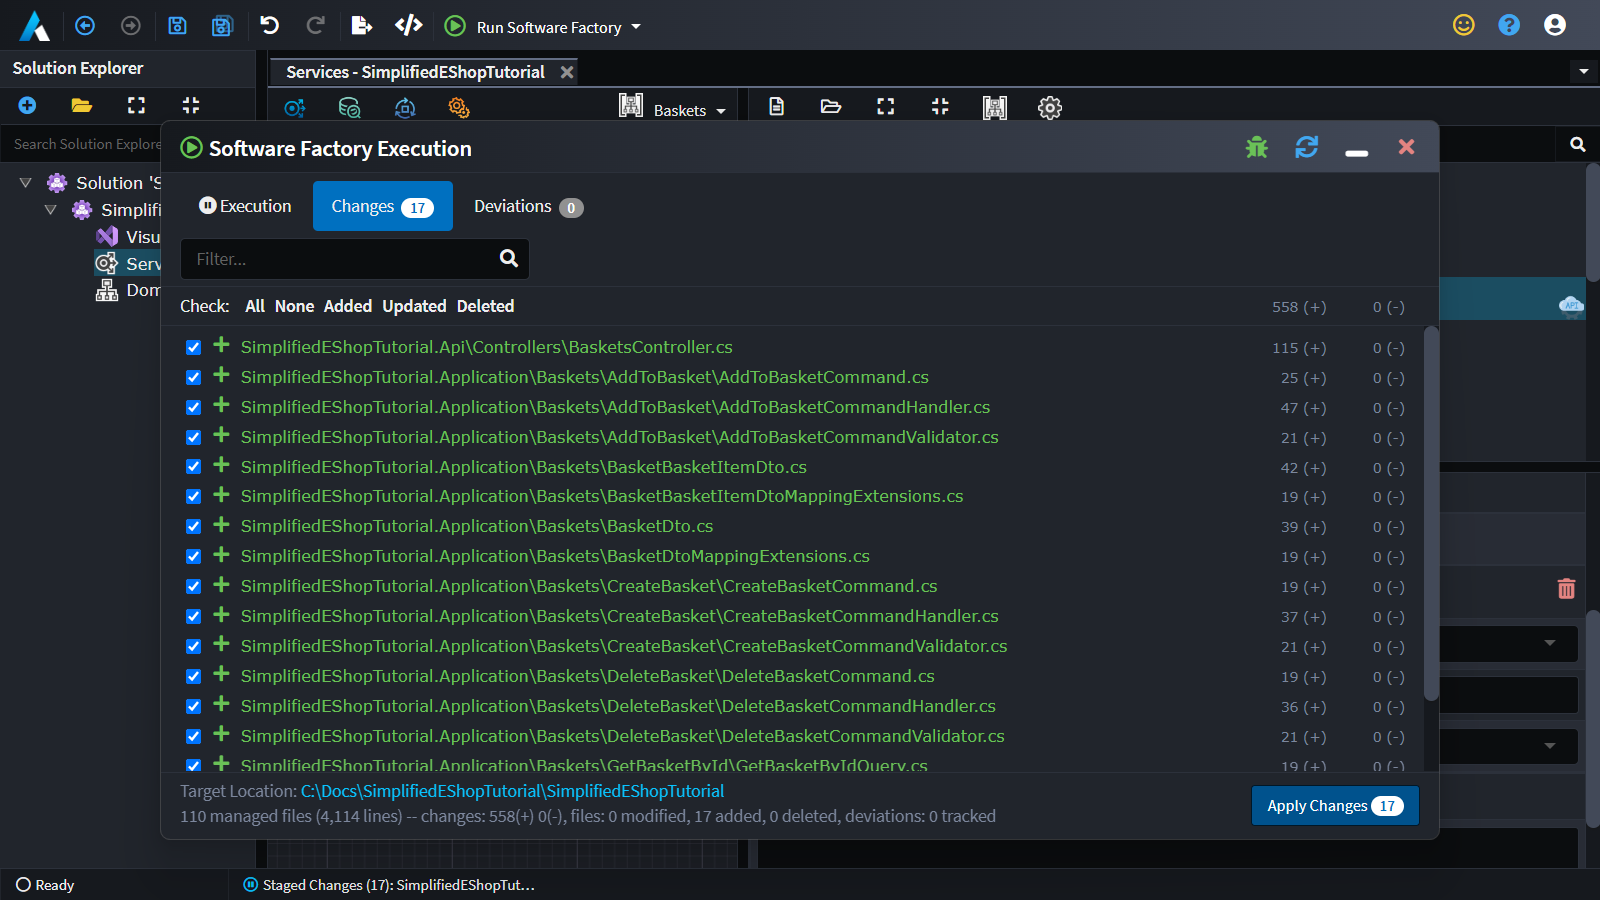 Run Software Factory
Solution Explorer
Services - SimplifiedEShopTutorial
Baskets
Search Solution Explore
Software Factory Execution
Solution 'S
Simplifi
Visu
Serv
Dom
Execution
Changes 17
Deviations 0
Filter...
Check: All None Added Updated Deleted 558 (+) 0 (-)
API
SimplifiedEShopTutorial.Api\Controllers\BasketsController.cs 115 (+) 0 (-)
SimplifiedEShopTutorial.Application\Baskets\AddToBasket\AddToBasketCommand.cs 25 (+) 0 (-)
SimplifiedEShopTutorial.Application\Baskets\AddToBasket\AddToBasketCommandHandler.cs 47 (+) 0 (-)
SimplifiedEShopTutorial.Application\Baskets\AddToBasket\AddToBasketCommandValidator.cs 21 (+) 0 (-)
SimplifiedEShopTutorial.Application\Baskets\BasketBasketItemDto.cs 42 (+) 0 (-)
SimplifiedEShopTutorial.Application\Baskets\BasketBasketItemDtoMappingExtensions.cs 19 (+) 0 (-)
SimplifiedEShopTutorial.Application\Baskets\BasketDto.cs 39 (+) 0 (-)
SimplifiedEShopTutorial.Application\Baskets\BasketDtoMappingExtensions.cs 19 (+) 0 (-)
SimplifiedEShopTutorial.Application\Baskets\CreateBasket\CreateBasketCommand.cs 19 (+) 0 (-)
SimplifiedEShopTutorial.Application\Baskets\CreateBasket\CreateBasketCommandHandler.cs 37 (+) 0 (-)
SimplifiedEShopTutorial.Application\Baskets\CreateBasket\CreateBasketCommandValidator.cs 21 (+) 0 (-)
SimplifiedEShopTutorial.Application\Baskets\DeleteBasket\DeleteBasketCommand.cs 19 (+) 0 (-)
SimplifiedEShopTutorial.Application\Baskets\DeleteBasket\DeleteBasketCommandHandler.cs 36 (+) 0 (-)
SimplifiedEShopTutorial.Application\Baskets\DeleteBasket\DeleteBasketCommandValidator.cs 21 (+) 0 (-)
SimplifiedEShopTutorial.Application\Baskets\GetBasketById\GetBasketByIdQuery.cs 19 (+) 0 (-)
Target Location: C:\Docs\SimplifiedEShopTutorial\SimplifiedEShopTutorial
110 managed files (4,114 lines) -- changes: 558(+) 0(-), files: 0 modified, 17 added, 0 deleted, deviations: 0 tracked
Apply Changes 17
Ready
Staged Changes (17): SimplifiedEShopTut...